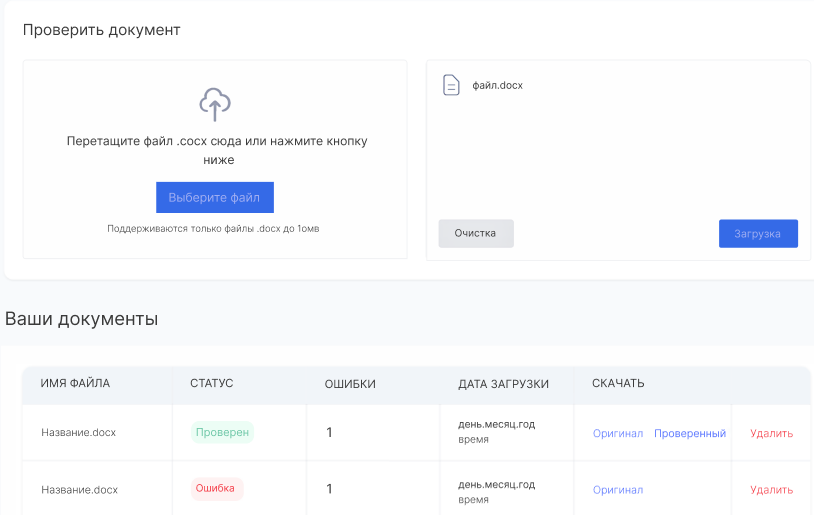 Проверить документ
Перетащите файл .cocx сюда или нажмите кнопку
ниже
Выберите файл
Поддерживаются только файлы .docx до 1омв
файл.docx
Очистка
Загрузка
Ваши документы
ИМЯ ФАЙЛА СТАТУС ОШИБКИ ДАТА ЗАГРУЗКИ СКАЧАТЬ
Название.docx Проверен 1 день.месяц.год Оригинал Проверенный Удалить
время
Название.docx Ошибка 1 день.месяц.год Оригинал Удалить
время